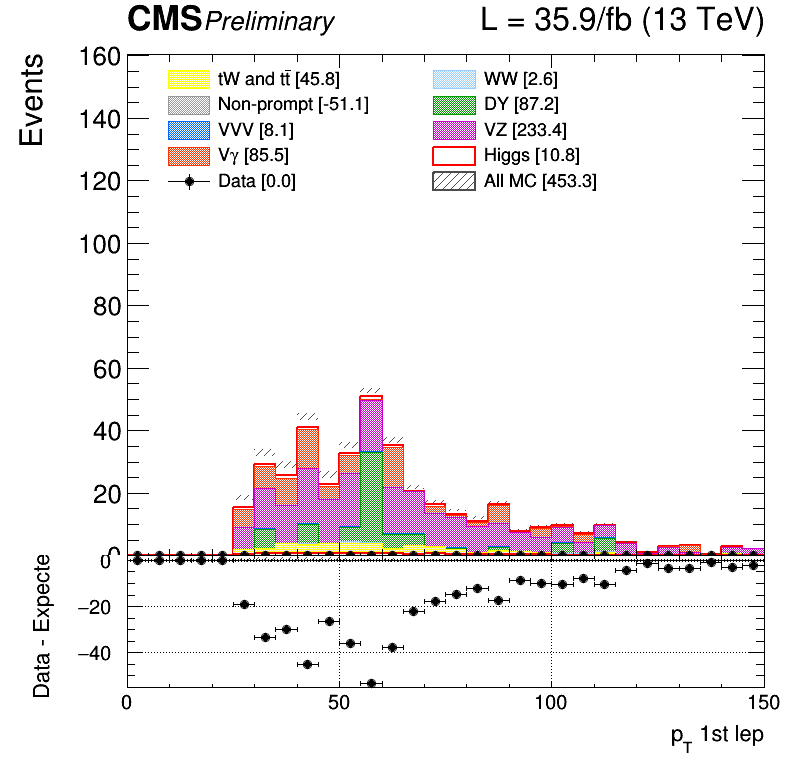 CMS Preliminary L = 35.9/fb (13 TeV)
Events
160
140
120
100
80
60
40
20
0
tW and tt̄ [45.8]
Non-prompt [-51.1]
VVV [8.1]
Vγ [85.5]
Data [0.0]
WW [2.6]
DY [87.2]
VZ [233.4]
Higgs [10.8]
All MC [453.3]
Data - Expecte
0
−20
−40
0 50 100 150
p_T 1st lep